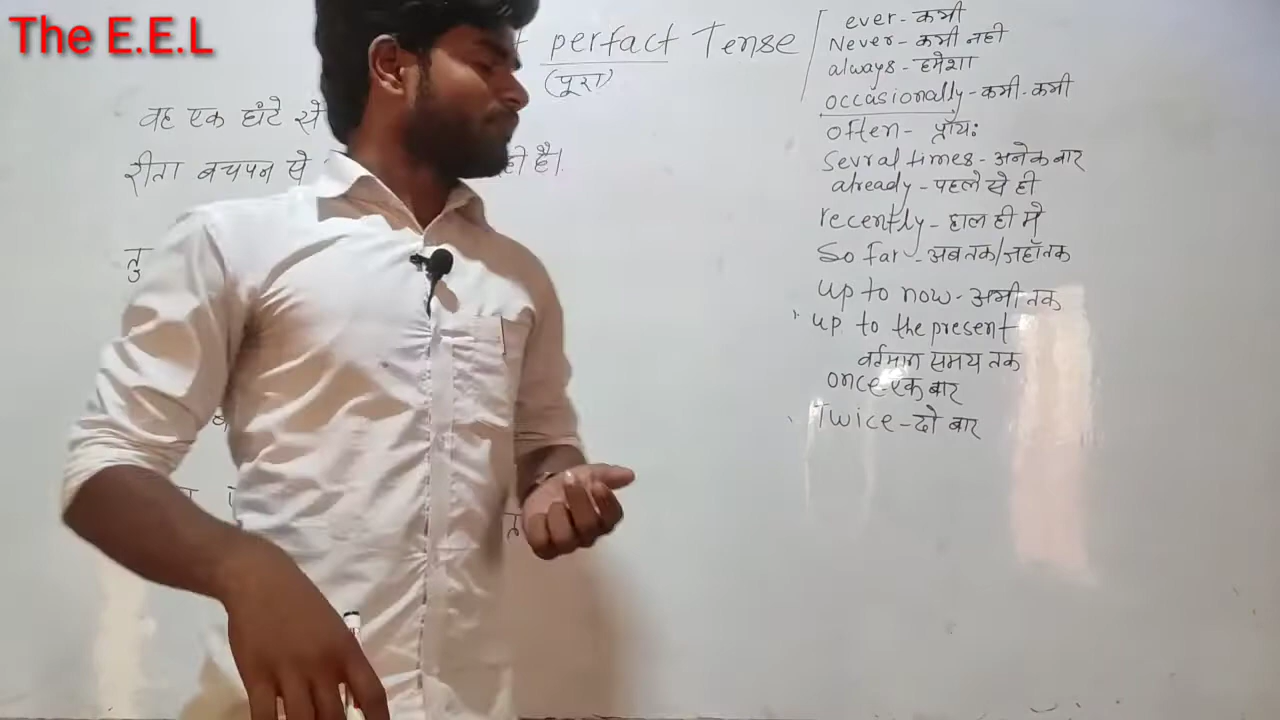 The E.E.L
perfact Tense
(पूरा)
वह एक घंटे से
रीता बचपन से ही है।
तु
ever - कभी
Never - कभी नही
always - हमेशा
occasionally - कभी-कभी
often - प्रॉयः
Sevral times - अनेक बार
already - पहले से ही
recently - हाल ही मे
So far - अब तक/जहाँ तक
up to now - अभी तक
up to the present
वर्तमान समय तक
once - एक बार
Twice - दो बार